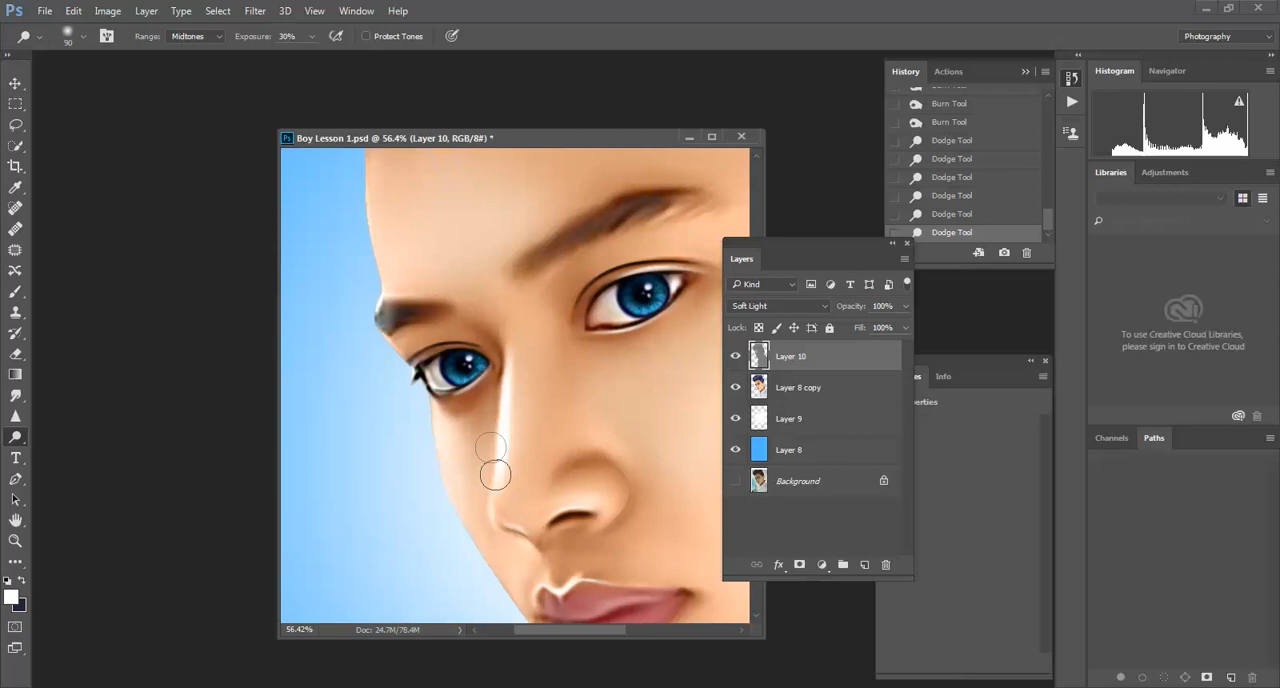 Ps File Edit Image Layer Type Select Filter 3D View Window Help
90 Range: Midtones Exposure: 30% Protect Tones Photography
History Actions
Burn Tool
Burn Tool
Dodge Tool
Dodge Tool
Dodge Tool
Dodge Tool
Dodge Tool
Dodge Tool
Histogram Navigator
Libraries Adjustments
To use Creative Cloud Libraries,
please sign in to Creative Cloud
Channels Paths
Ps Boy Lesson 1.psd @ 56.4% (Layer 10, RGB/8#) *
56.42% Doc: 24.7M/78.4M
Layers
Kind
Soft Light Opacity: 100%
Lock: Fill: 100%
Layer 10
Layer 8 copy
Layer 9
Layer 8
Background
fx
Info
perties